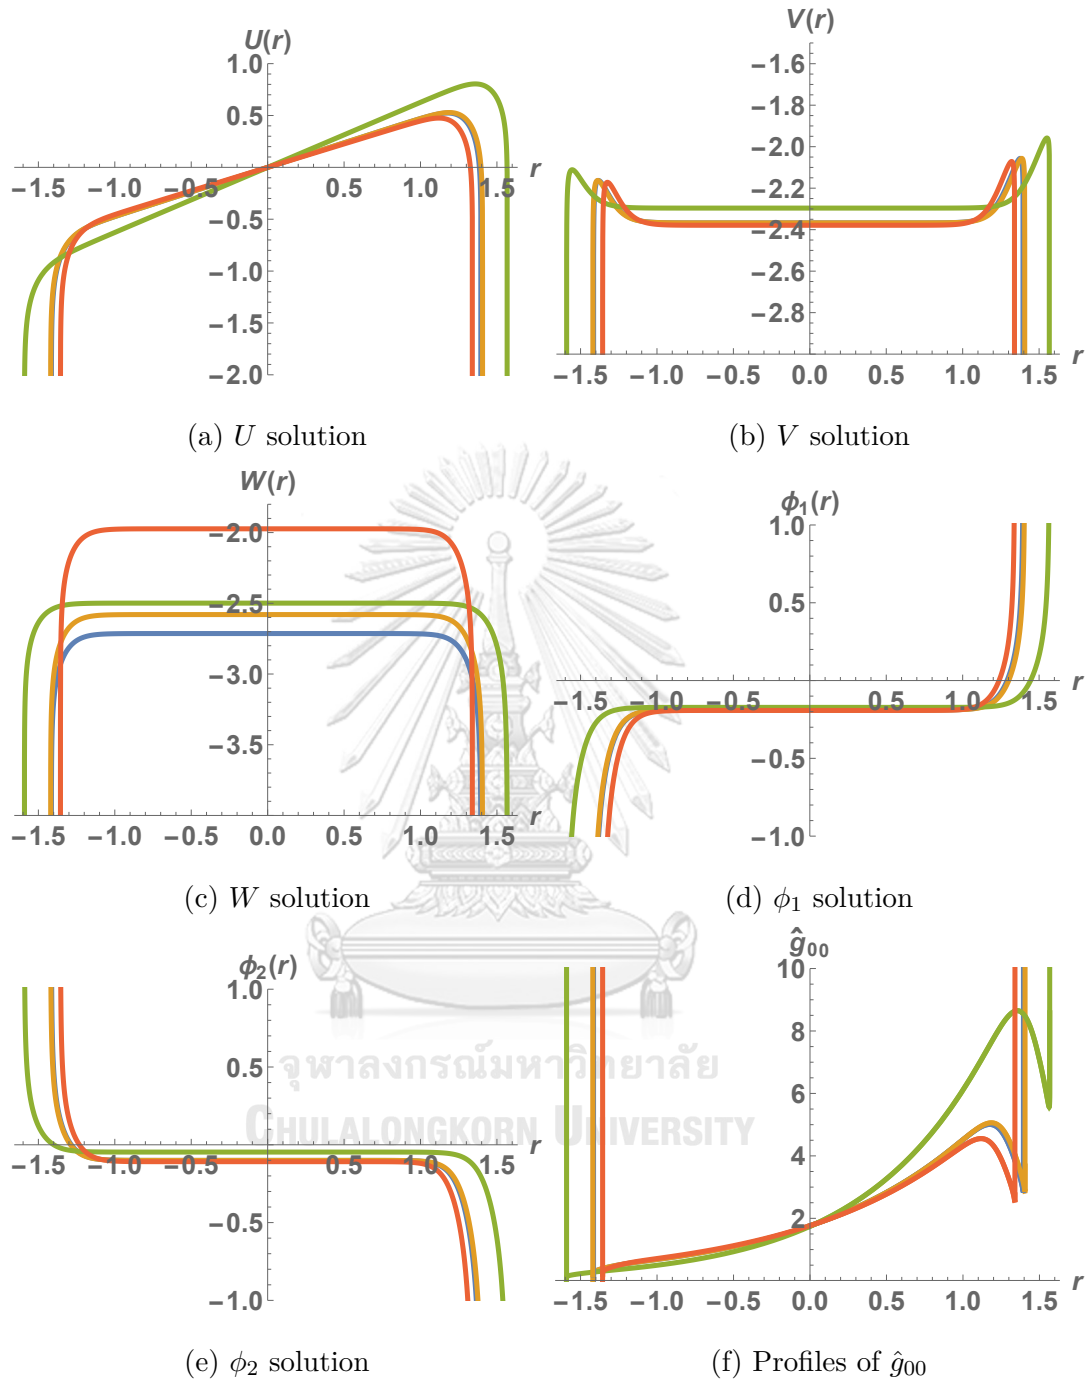 U(r)
1.0
0.5
−1.5 −1.0 −0.5 0.5 1.0 1.5 r
−0.5
−1.0
−1.5
−2.0
(a) U solution
V(r)
−1.6
−1.8
−2.0
−2.2
−2.4
−2.6
−2.8
−1.5 −1.0 −0.5 0.0 0.5 1.0 1.5 r
(b) V solution
W(r)
−2.0
−2.5
−3.0
−3.5
−1.5 −1.0 −0.5 0.0 0.5 1.0 1.5 r
(c) W solution
ϕ₁(r)
1.0
0.5
−1.5 −1.0 −0.5 0.5 1.0 1.5 r
−0.5
−1.0
(d) ϕ₁ solution
ϕ₂(r)
1.0
0.5
−1.5 −1.0 −0.5 0.5 1.0 1.5 r
−0.5
−1.0
(e) ϕ₂ solution
ĝ₀₀
10
8
6
4
2
−1.5 −1.0 −0.5 0.0 0.5 1.0 1.5 r
(f) Profiles of ĝ₀₀
จุฬาลงกรณ์มหาวิทยาลัย
CHULALONGKORN UNIVERSITY